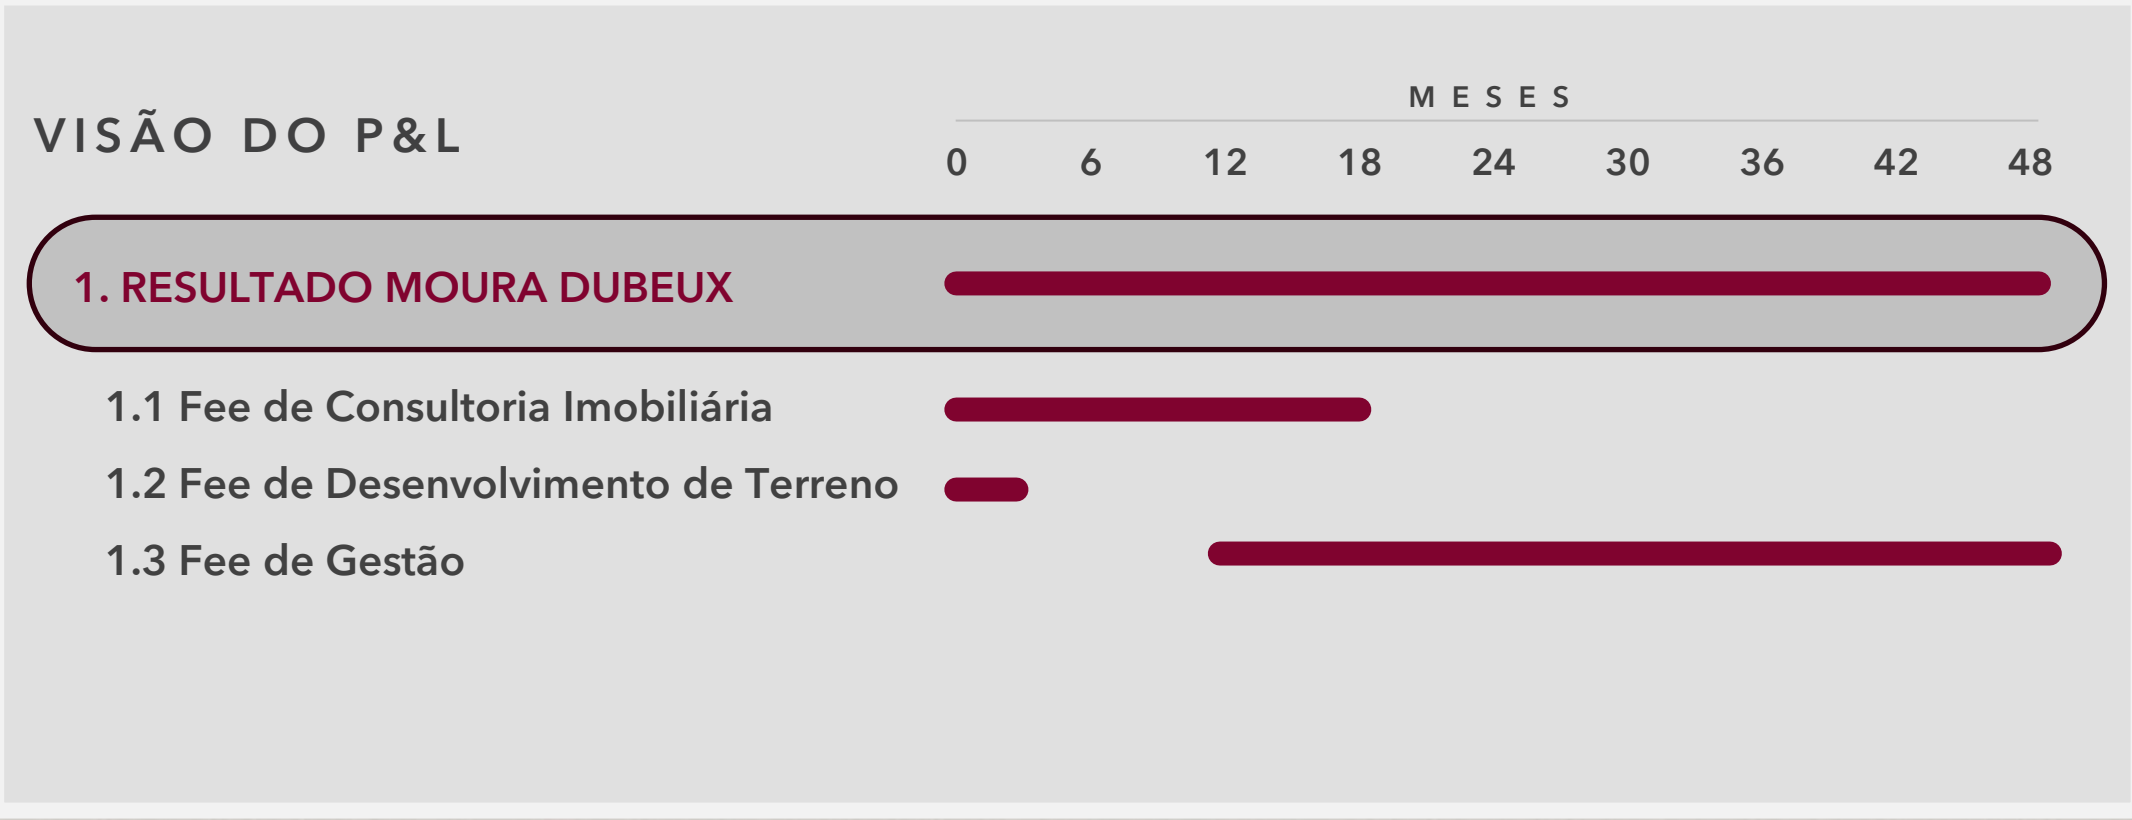 MESES
VISÃO DO P&L
0 6 12 18 24 30 36 42 48
1. RESULTADO MOURA DUBEUX
1.1 Fee de Consultoria Imobiliária
1.2 Fee de Desenvolvimento de Terreno
1.3 Fee de Gestão